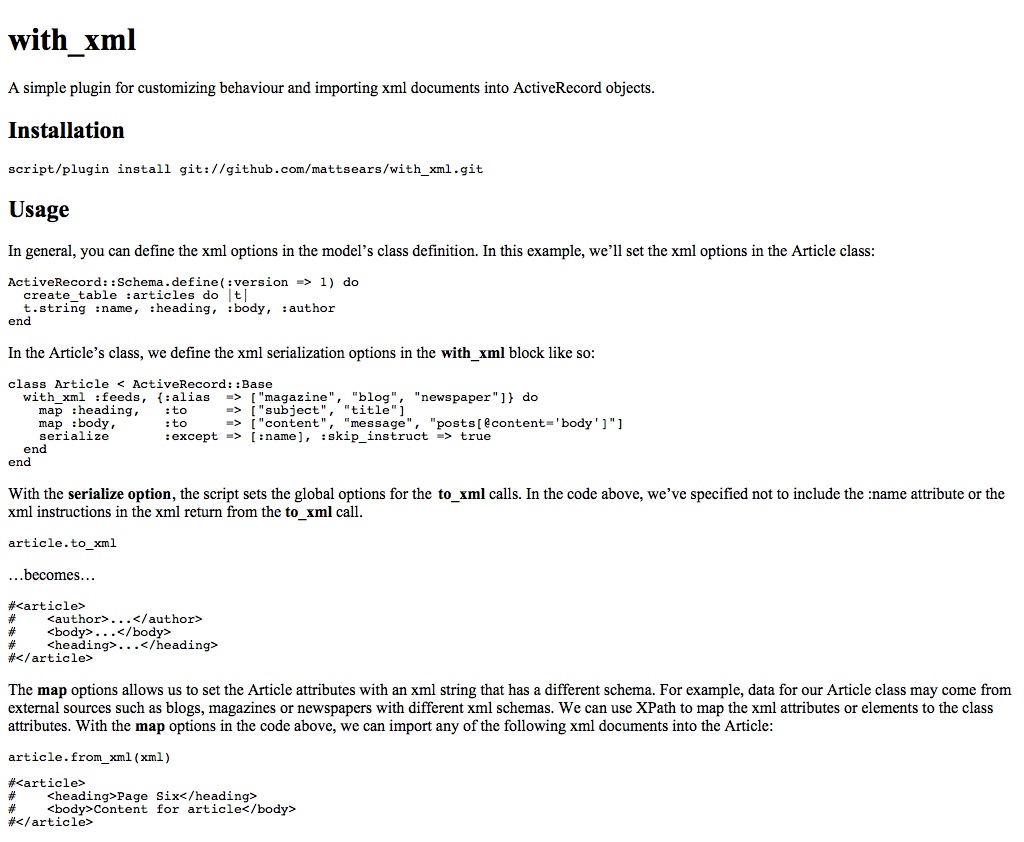 with_xml
A simple plugin for customizing behaviour and importing xml documents into ActiveRecord objects.
Installation
script/plugin install git://github.com/mattsears/with_xml.git
Usage
In general, you can define the xml options in the model’s class definition. In this example, we’ll set the xml options in the Article class:
ActiveRecord::Schema.define(:version => 1) do
  create_table :articles do |t|
  t.string :name, :heading, :body, :author
end
In the Article’s class, we define the xml serialization options in the with_xml block like so:
class Article < ActiveRecord::Base
  with_xml :feeds, {:alias  => ["magazine", "blog", "newspaper"]} do
    map :heading,   :to     => ["subject", "title"]
    map :body,      :to     => ["content", "message", "posts[@content='body']"]
    serialize       :except => [:name], :skip_instruct => true
  end
end
With the serialize option, the script sets the global options for the to_xml calls. In the code above, we’ve specified not to include the :name attribute or the
xml instructions in the xml return from the to_xml call.
article.to_xml
…becomes…
#<article>
#    <author>...</author>
#    <body>...</body>
#    <heading>...</heading>
#</article>
The map options allows us to set the Article attributes with an xml string that has a different schema. For example, data for our Article class may come from
external sources such as blogs, magazines or newspapers with different xml schemas. We can use XPath to map the xml attributes or elements to the class
attributes. With the map options in the code above, we can import any of the following xml documents into the Article:
article.from_xml(xml)
#<article>
#    <heading>Page Six</heading>
#    <body>Content for article</body>
#</article>